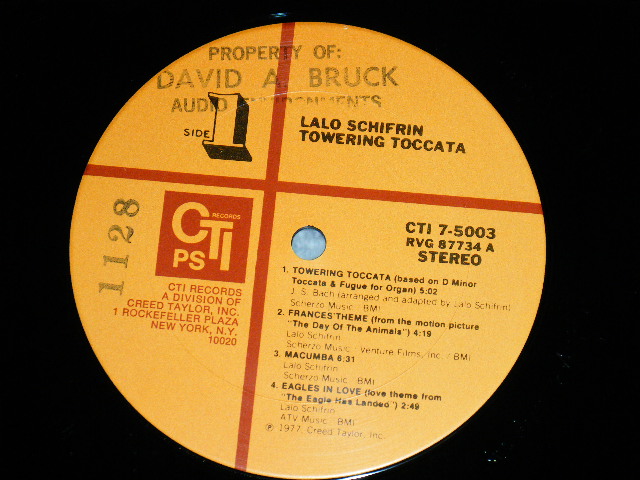 PROPERTY OF:
DAVID A. BRUCK
AUDIO ENVIRONMENTS
SIDE 1
LALO SCHIFRIN
TOWERING TOCCATA
1128
CTI RECORDS
PS
CTI RECORDS
A DIVISION OF
CREED TAYLOR, INC.
1 ROCKEFELLER PLAZA
NEW YORK, N.Y.
10020
CTI 7-5003
RVG 87734 A
STEREO
1. TOWERING TOCCATA (based on D Minor
Toccata & Fugue for Organ) 5:02
J. S. Bach (arranged and adapted by Lalo Schifrin)
Scherzo Music / BMI
2. FRANCES' THEME (from the motion picture
"The Day Of The Animals") 4:19
Lalo Schifrin
Scherzo Music / Venture Films, Inc. / BMI
3. MACUMBA 6:31
Lalo Schifrin
Scherzo Music / BMI
4. EAGLES IN LOVE (love theme from
"The Eagle Has Landed") 2:49
Lalo Schifrin
ATV Music / BMI
℗ 1977, Creed Taylor, Inc.